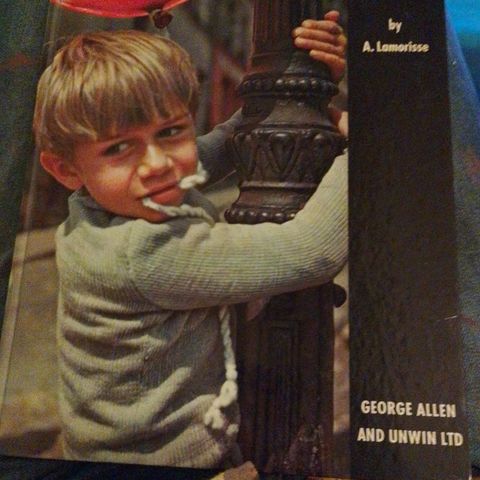 by
A. Lamorisse
GEORGE ALLEN
AND UNWIN LTD